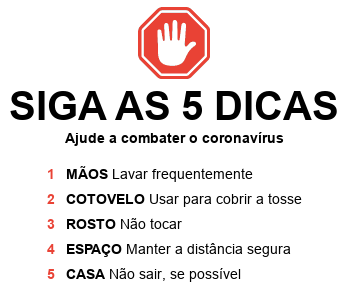 SIGA AS 5 DICAS
Ajude a combater o coronavírus
1 MÃOS Lavar frequentemente
2 COTOVELO Usar para cobrir a tosse
3 ROSTO Não tocar
4 ESPAÇO Manter a distância segura
5 CASA Não sair, se possível